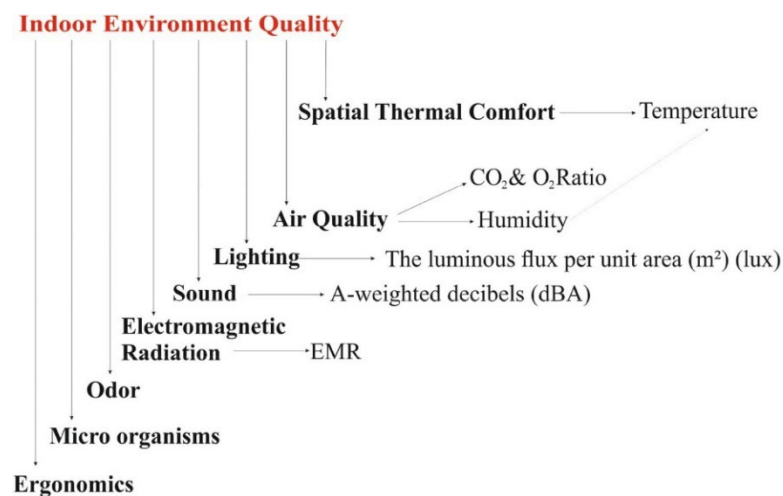 Indoor Environment Quality
Spatial Thermal Comfort
Temperature
CO₂& O₂Ratio
Air Quality
Humidity
Lighting
The luminous flux per unit area (m²) (lux)
Sound
A-weighted decibels (dBA)
Electromagnetic
Radiation
EMR
Odor
Micro organisms
Ergonomics